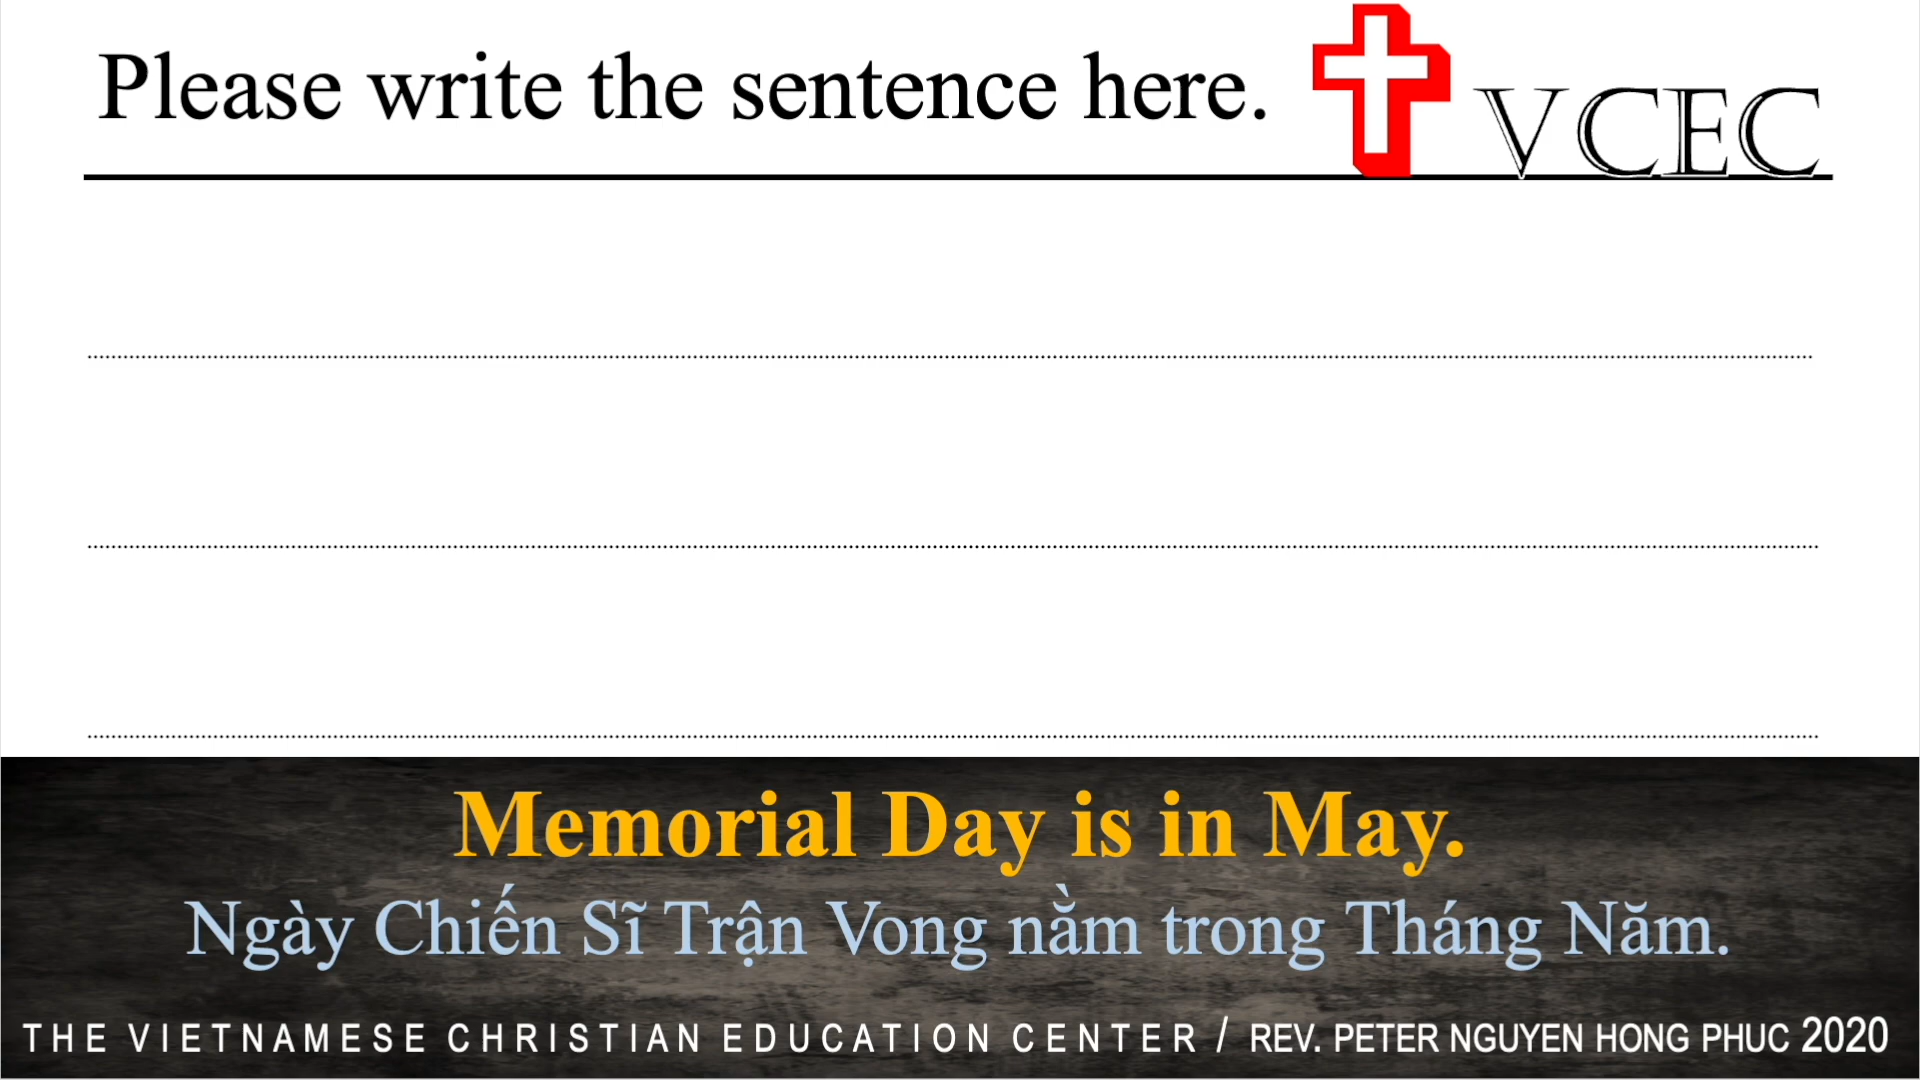 Please write the sentence here.
VCEC
Memorial Day is in May.
Ngày Chiến Sĩ Trận Vong nằm trong Tháng Năm.
THE VIETNAMESE CHRISTIAN EDUCATION CENTER / REV. PETER NGUYEN HONG PHUC 2020